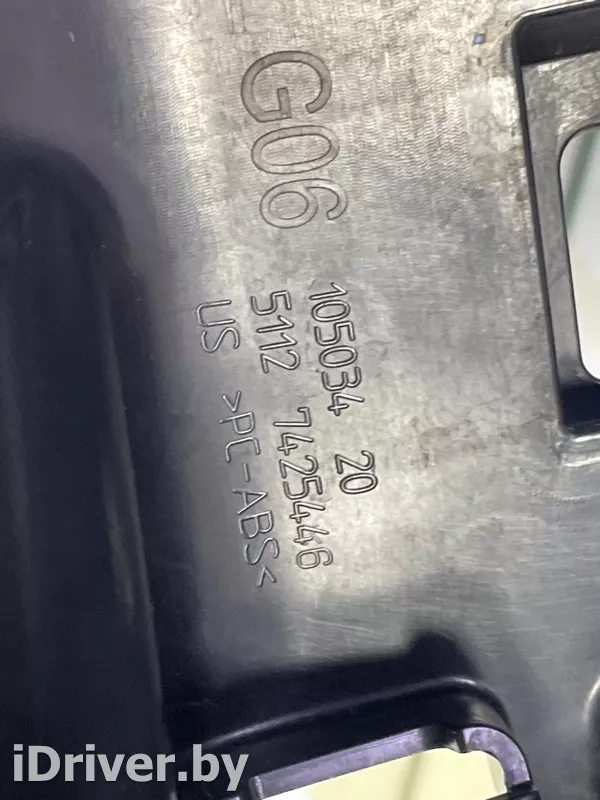 G06
105034 20
5112 7425446
US >PC-ABS<
iDriver.by